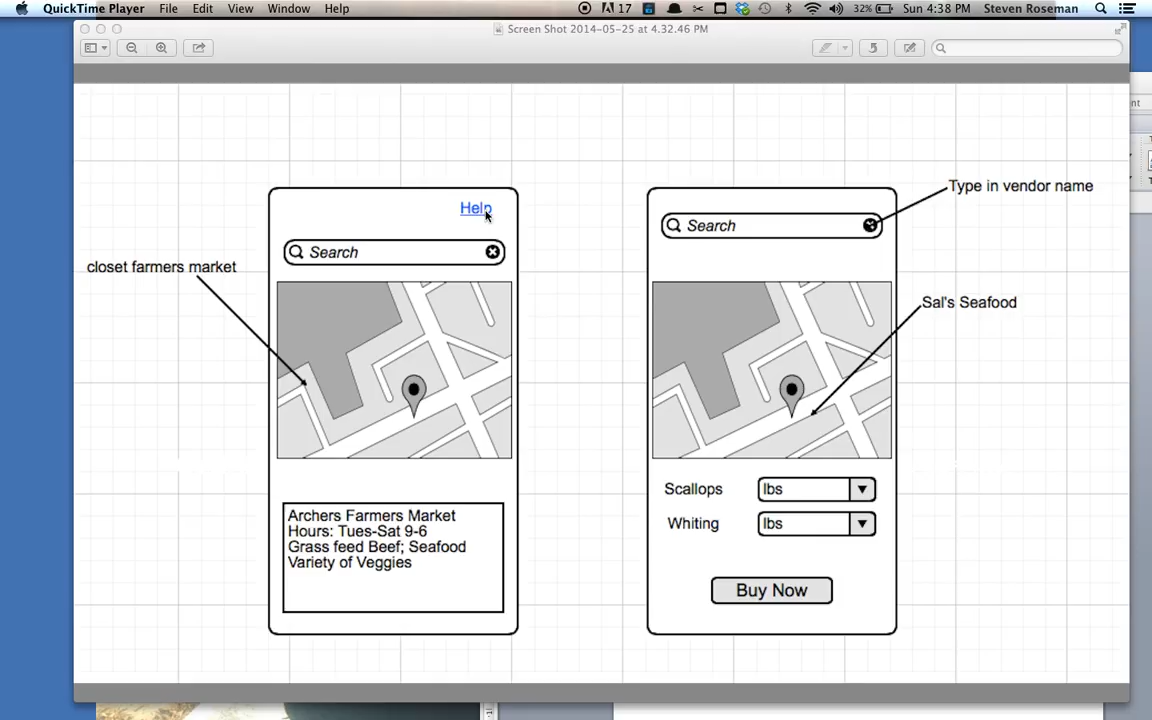 QuickTime Player File Edit View Window Help 17 32% Sun 4:38 PM Steven Roseman
Screen Shot 2014-05-25 at 4.32.46 PM
Help
Search
closet farmers market
Archers Farmers Market
Hours: Tues-Sat 9-6
Grass feed Beef; Seafood
Variety of Veggies
Type in vendor name
Search
Sal's Seafood
Scallops lbs
Whiting lbs
Buy Now